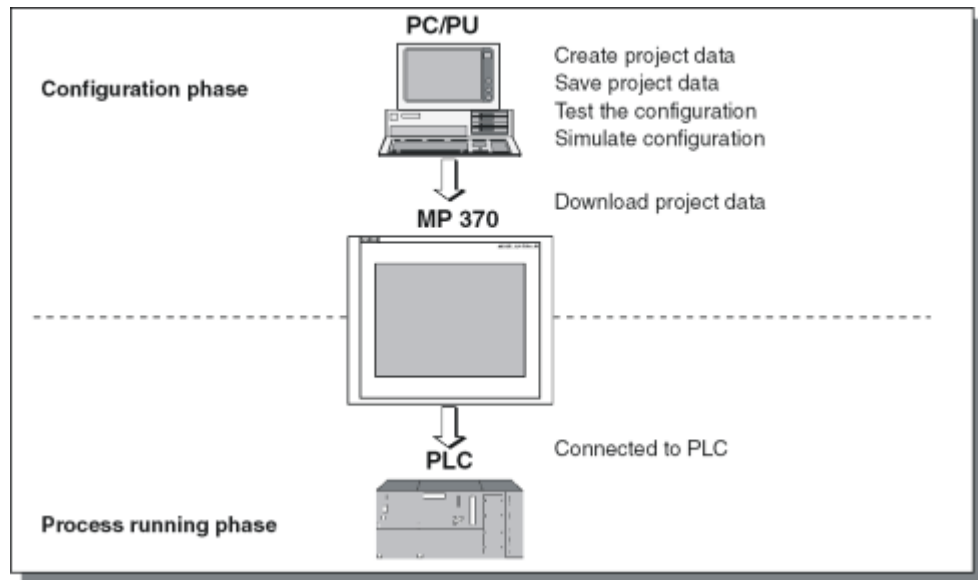 PC/PU
Configuration phase
Create project data
Save project data
Test the configuration
Simulate configuration
Download project data
MP 370
Connected to PLC
PLC
Process running phase